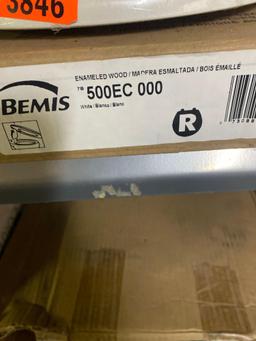 3846
ENAMELED WOOD / MADERA ESMALTADA / BOIS ÉMAILLÉ
BEMIS
500EC 000
White / Blanco / Blanc
R